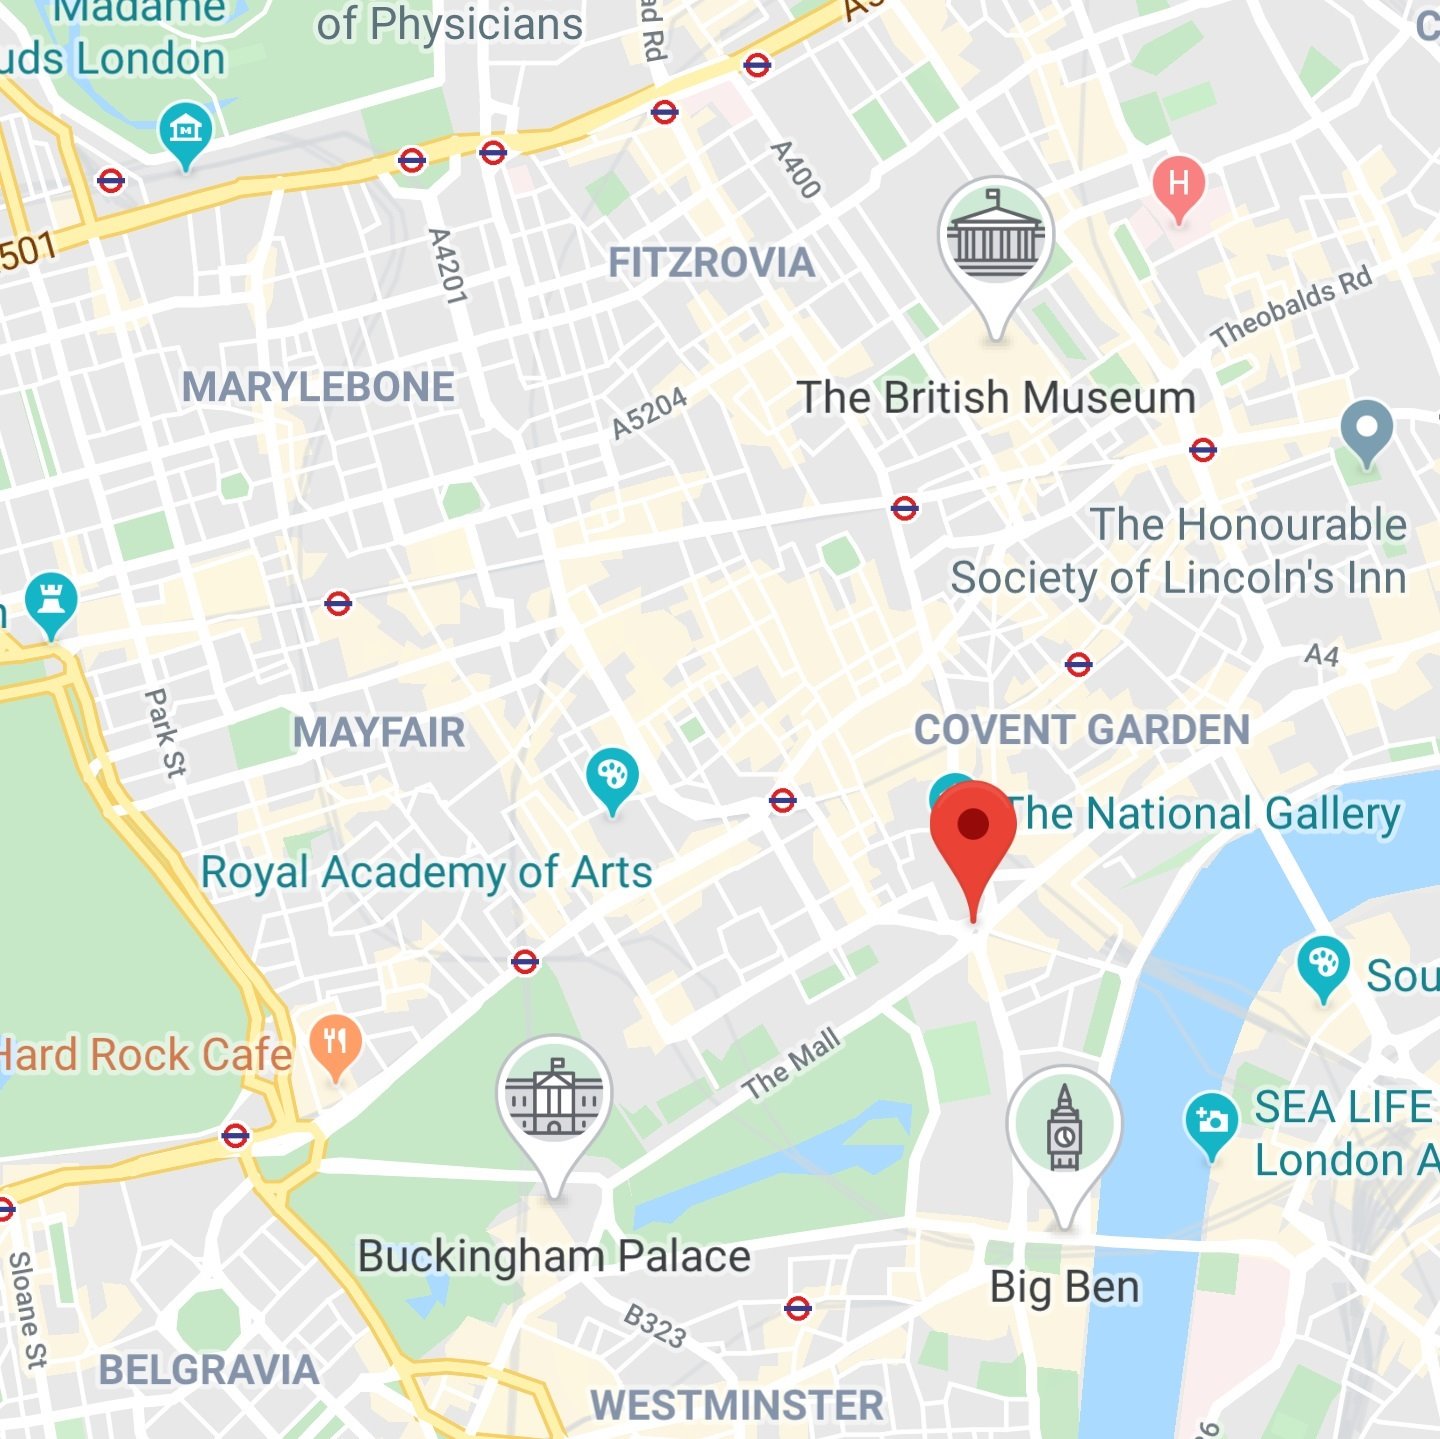 Madame
uds London
of Physicians
ad Rd
A400
H
501
A4201
FITZROVIA
Theobalds Rd
MARYLEBONE
A5204
The British Museum
The Honourable
Society of Lincoln's Inn
A4
Park St
MAYFAIR
COVENT GARDEN
The National Gallery
Royal Academy of Arts
Sou
Hard Rock Cafe
The Mall
SEA LIFE
London A
Buckingham Palace
Big Ben
Sloane St
B323
BELGRAVIA
WESTMINSTER